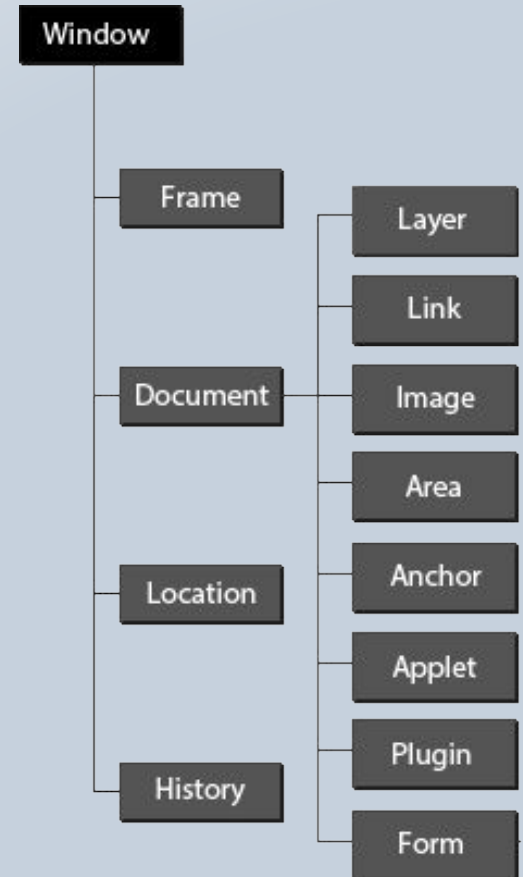 Window
Frame
Layer
Link
Document
Image
Area
Anchor
Location
Applet
Plugin
History
Form